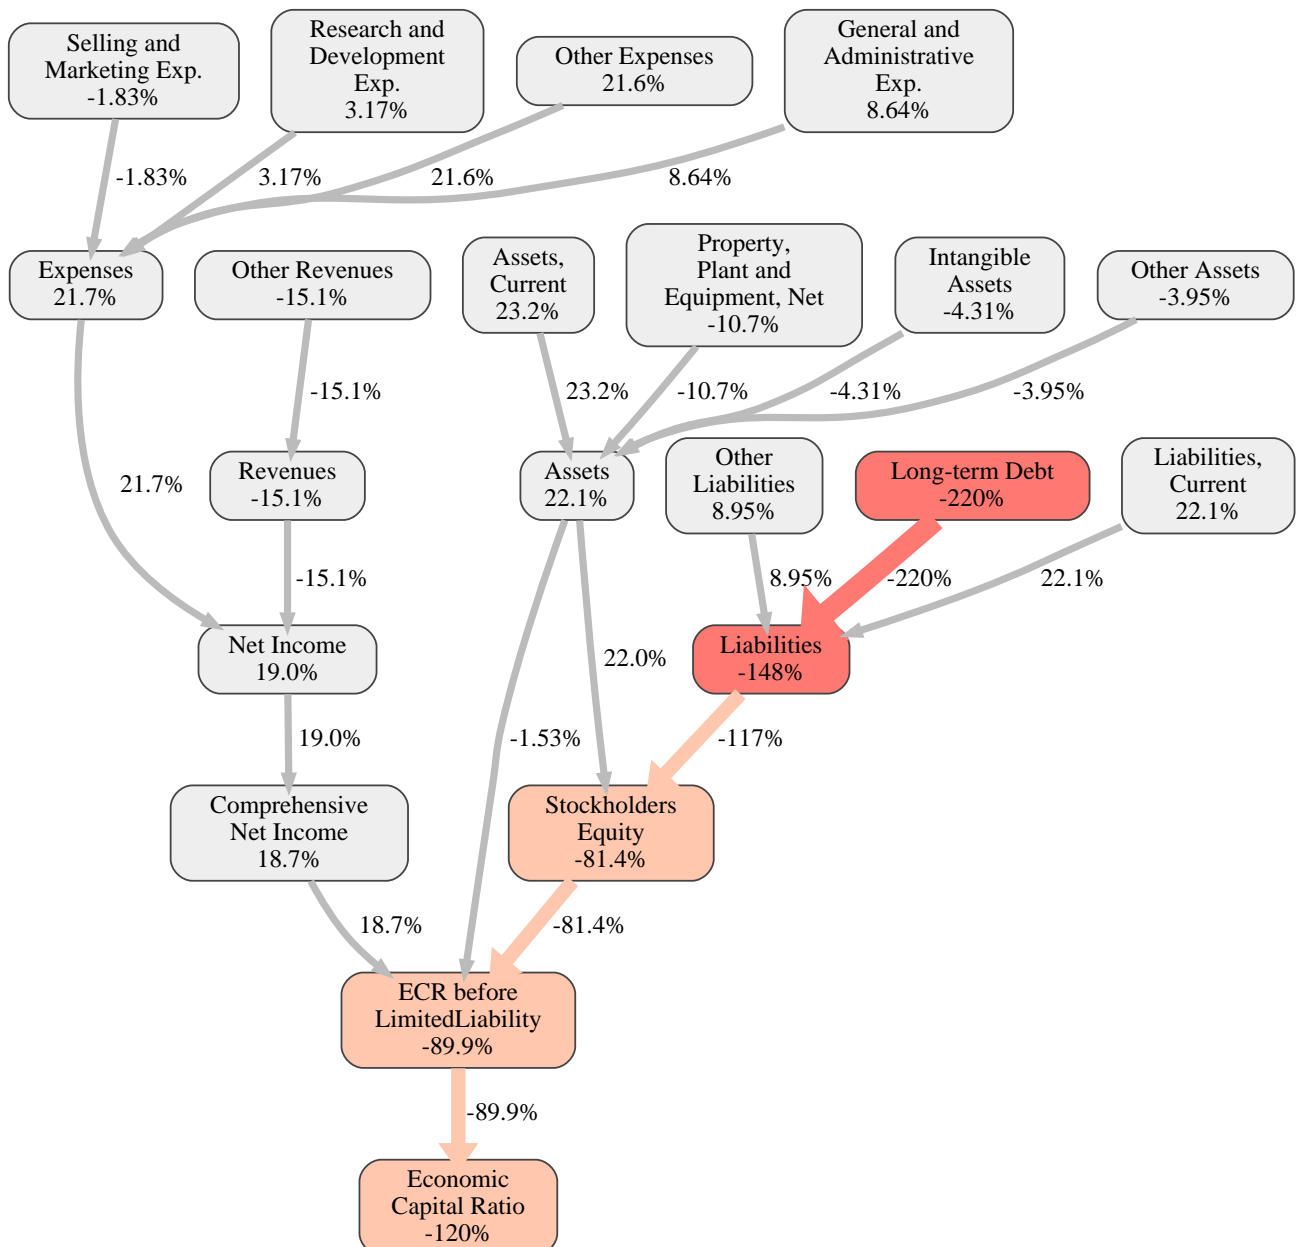 Selling and
Marketing Exp.
-1.83%
Research and
Development
Exp.
3.17%
Other Expenses
21.6%
General and
Administrative
Exp.
8.64%
-1.83%
3.17%
21.6%
8.64%
Expenses
21.7%
Other Revenues
-15.1%
Assets,
Current
23.2%
Property,
Plant and
Equipment, Net
-10.7%
Intangible
Assets
-4.31%
Other Assets
-3.95%
-15.1%
23.2%
-10.7%
-4.31%
-3.95%
21.7%
Revenues
-15.1%
Assets
22.1%
Other
Liabilities
8.95%
Long-term Debt
-220%
Liabilities,
Current
22.1%
-15.1%
8.95%
-220%
22.1%
Net Income
19.0%
22.0%
Liabilities
-148%
19.0%
-1.53%
-117%
Comprehensive
Net Income
18.7%
Stockholders
Equity
-81.4%
18.7%
-81.4%
ECR before
LimitedLiability
-89.9%
-89.9%
Economic
Capital Ratio
-120%